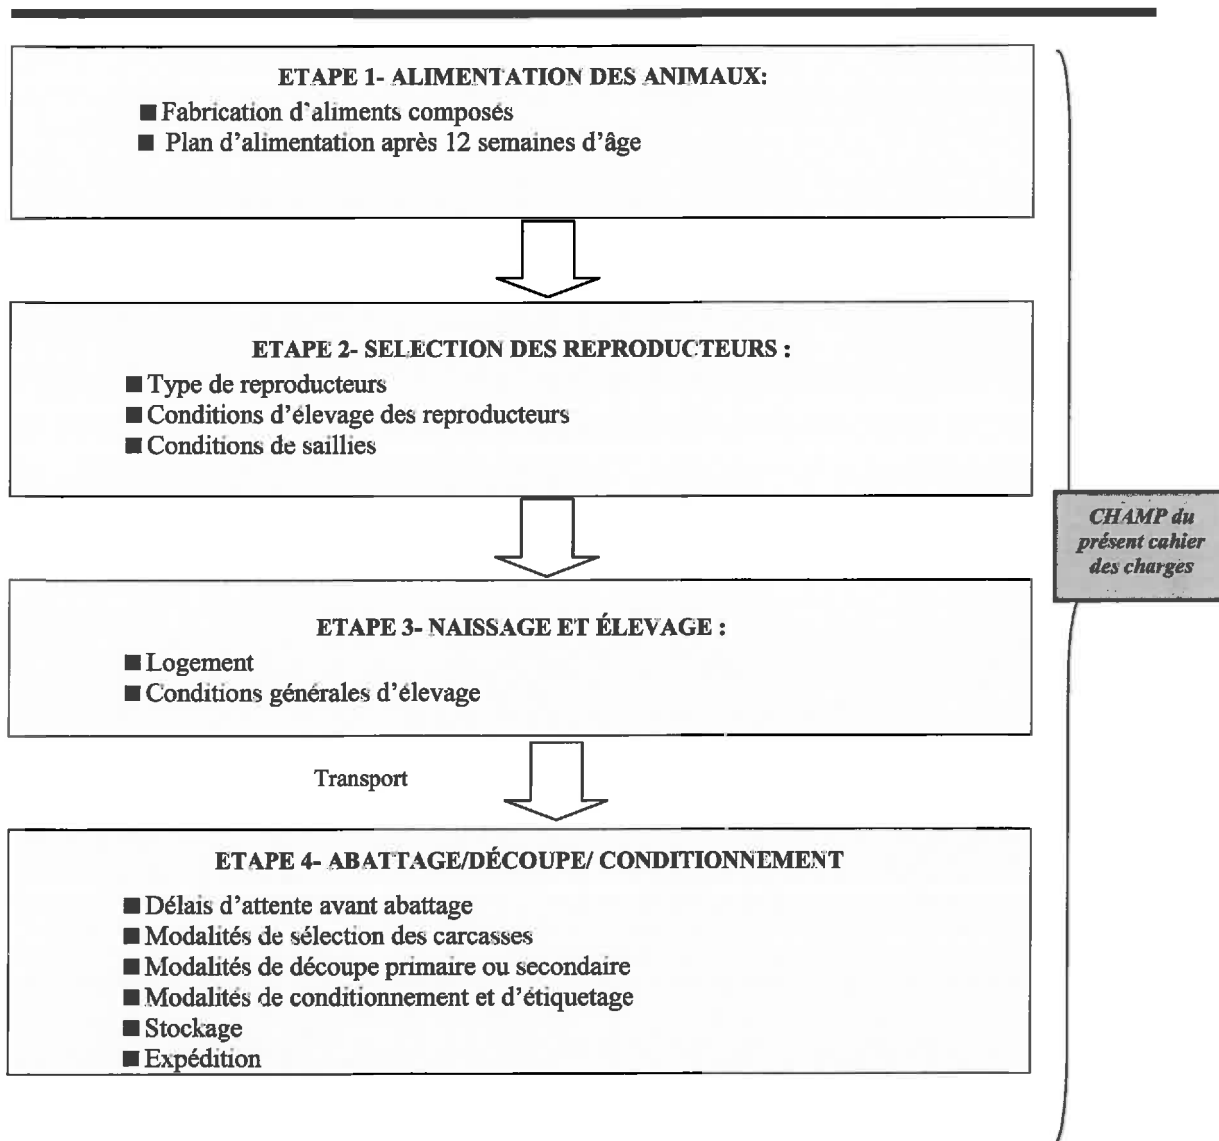 ETAPE 1- ALIMENTATION DES ANIMAUX:
■ Fabrication d'aliments composés
■ Plan d'alimentation après 12 semaines d'âge
ETAPE 2- SELECTION DES REPRODUCTEURS :
■ Type de reproducteurs
■ Conditions d'élevage des reproducteurs
■ Conditions de saillies
CHAMP du
présent cahier
des charges
ETAPE 3- NAISSAGE ET ÉLEVAGE :
■ Logement
■ Conditions générales d'élevage
Transport
ETAPE 4- ABATTAGE/DÉCOUPE/ CONDITIONNEMENT
■ Délais d'attente avant abattage
■ Modalités de sélection des carcasses
■ Modalités de découpe primaire ou secondaire
■ Modalités de conditionnement et d'étiquetage
■ Stockage
■ Expédition